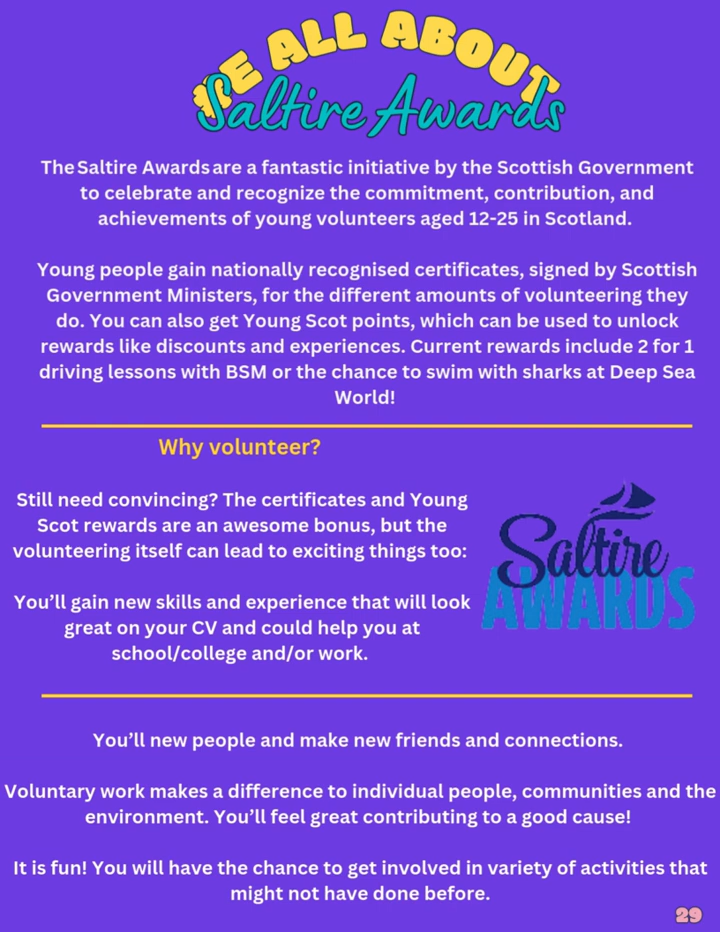 ALL ABOUT
Saltire Awards
The Saltire Awards are a fantastic initiative by the Scottish Government
to celebrate and recognize the commitment, contribution, and
achievements of young volunteers aged 12-25 in Scotland.
Young people gain nationally recognised certificates, signed by Scottish
Government Ministers, for the different amounts of volunteering they
do. You can also get Young Scot points, which can be used to unlock
rewards like discounts and experiences. Current rewards include 2 for 1
driving lessons with BSM or the chance to swim with sharks at Deep Sea
World!
Why volunteer?
Still need convincing? The certificates and Young
Scot rewards are an awesome bonus, but the
volunteering itself can lead to exciting things too:
You’ll gain new skills and experience that will look
great on your CV and could help you at
school/college and/or work.
Saltire
AWARDS
You’ll new people and make new friends and connections.
Voluntary work makes a difference to individual people, communities and the
environment. You’ll feel great contributing to a good cause!
It is fun! You will have the chance to get involved in variety of activities that
might not have done before.
29